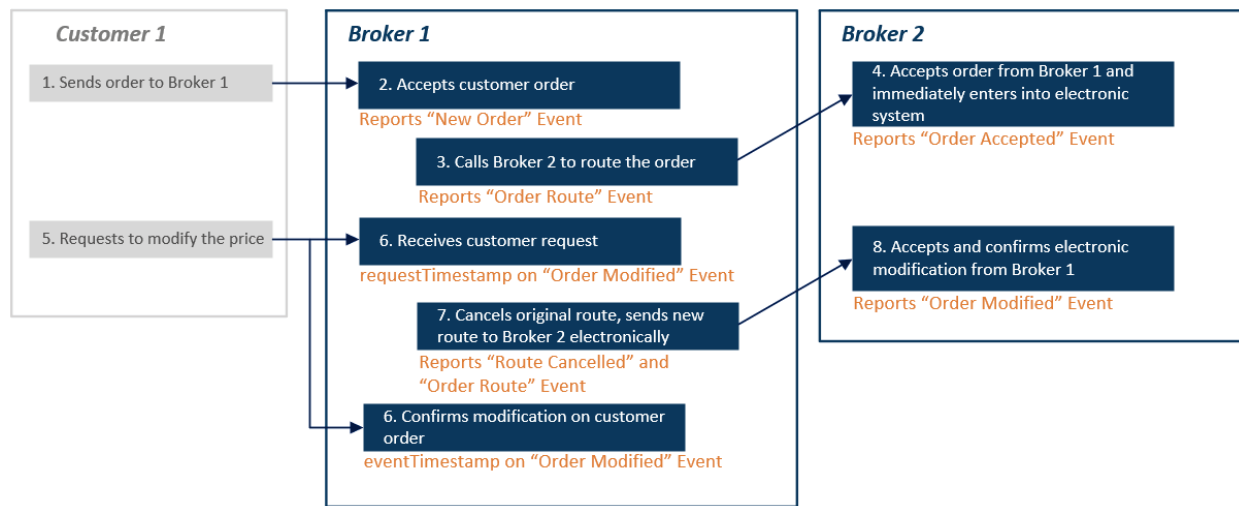 Customer 1
1. Sends order to Broker 1
5. Requests to modify the price
Broker 1
2. Accepts customer order
Reports “New Order” Event
3. Calls Broker 2 to route the order
Reports “Order Route” Event
6. Receives customer request
requestTimestamp on “Order Modified” Event
7. Cancels original route, sends new
route to Broker 2 electronically
Reports “Route Cancelled” and
“Order Route” Event
6. Confirms modification on customer
order
eventTimestamp on “Order Modified” Event
Broker 2
4. Accepts order from Broker 1 and
immediately enters into electronic
system
Reports “Order Accepted” Event
8. Accepts and confirms electronic
modification from Broker 1
Reports “Order Modified” Event